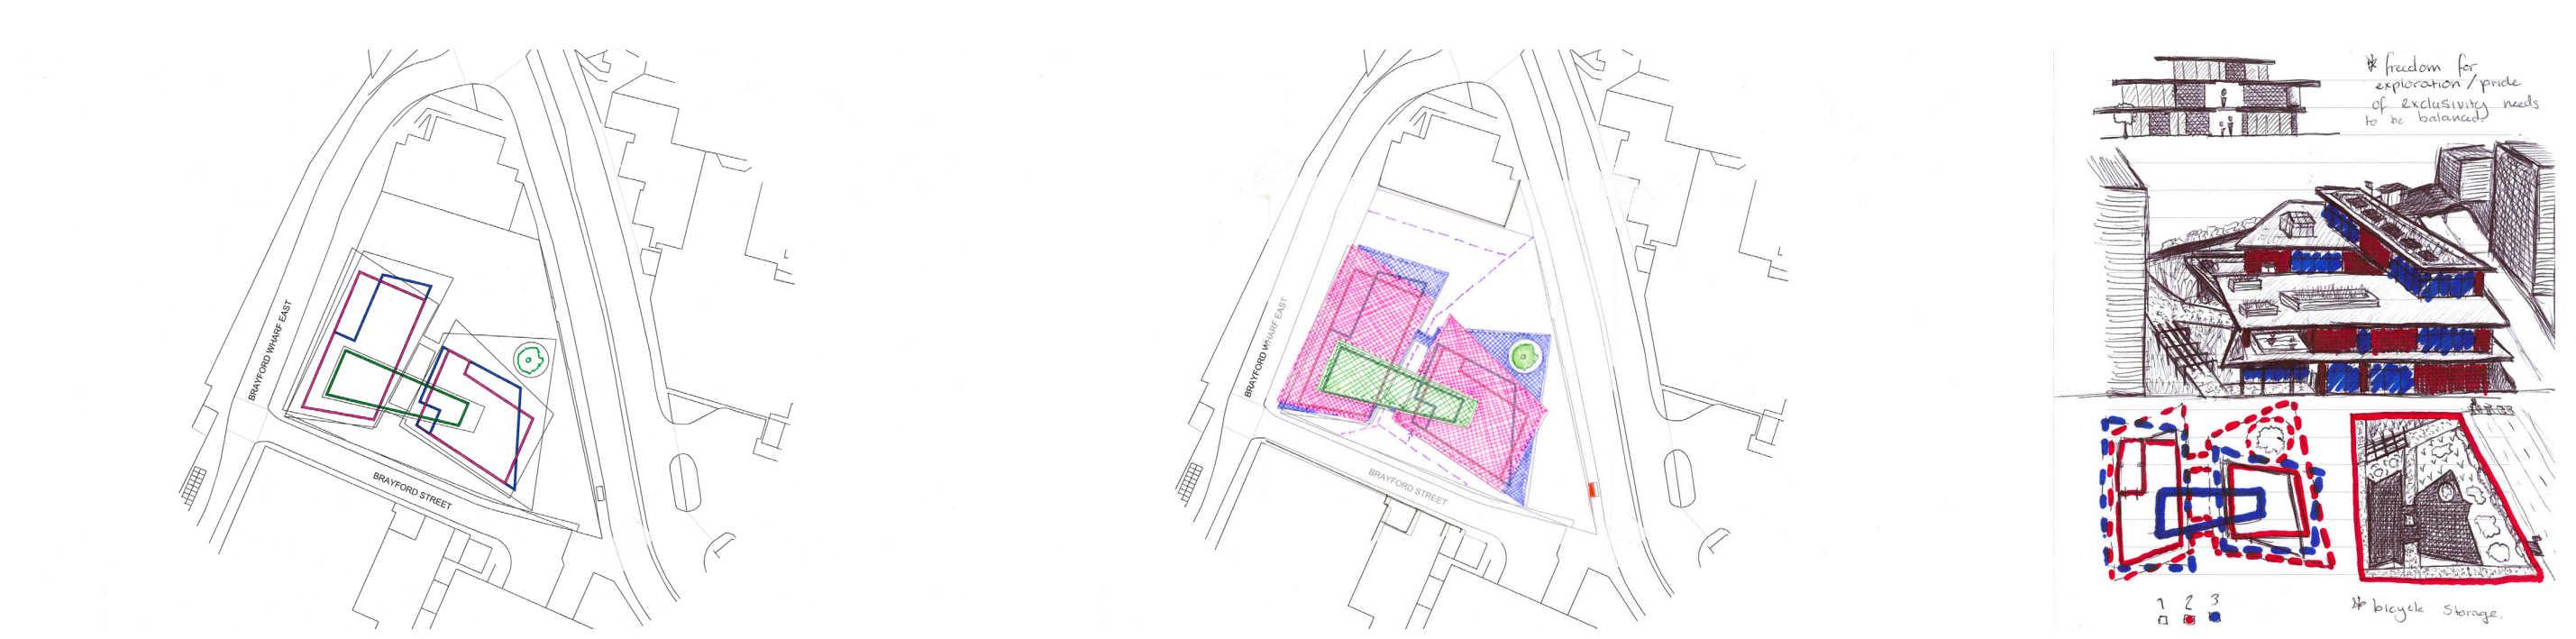 BRAYFORD WHARF EAST
BRAYFORD STREET
BRAYFORD WHARF EAST
BRAYFORD STREET
* freedom for
exploration/pride
of exclusivity needs
to be balanced.
1 2 3
* bicycle storage.